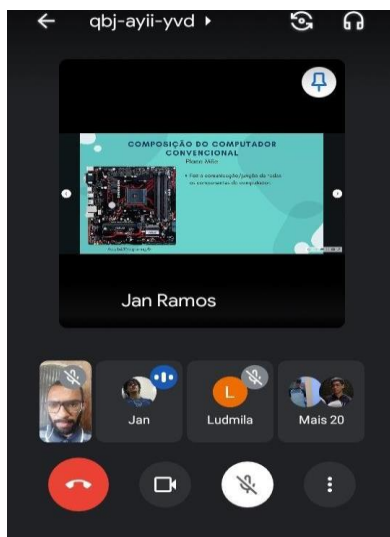 qbj-ayii-yvd
COMPOSIÇÃO DO COMPUTADOR
CONVENCIONAL
Placa Mãe
Faz a comunicação/junção de todos
os componentes do computador.
Jan Ramos
L
Jan
Ludmila
Mais 20